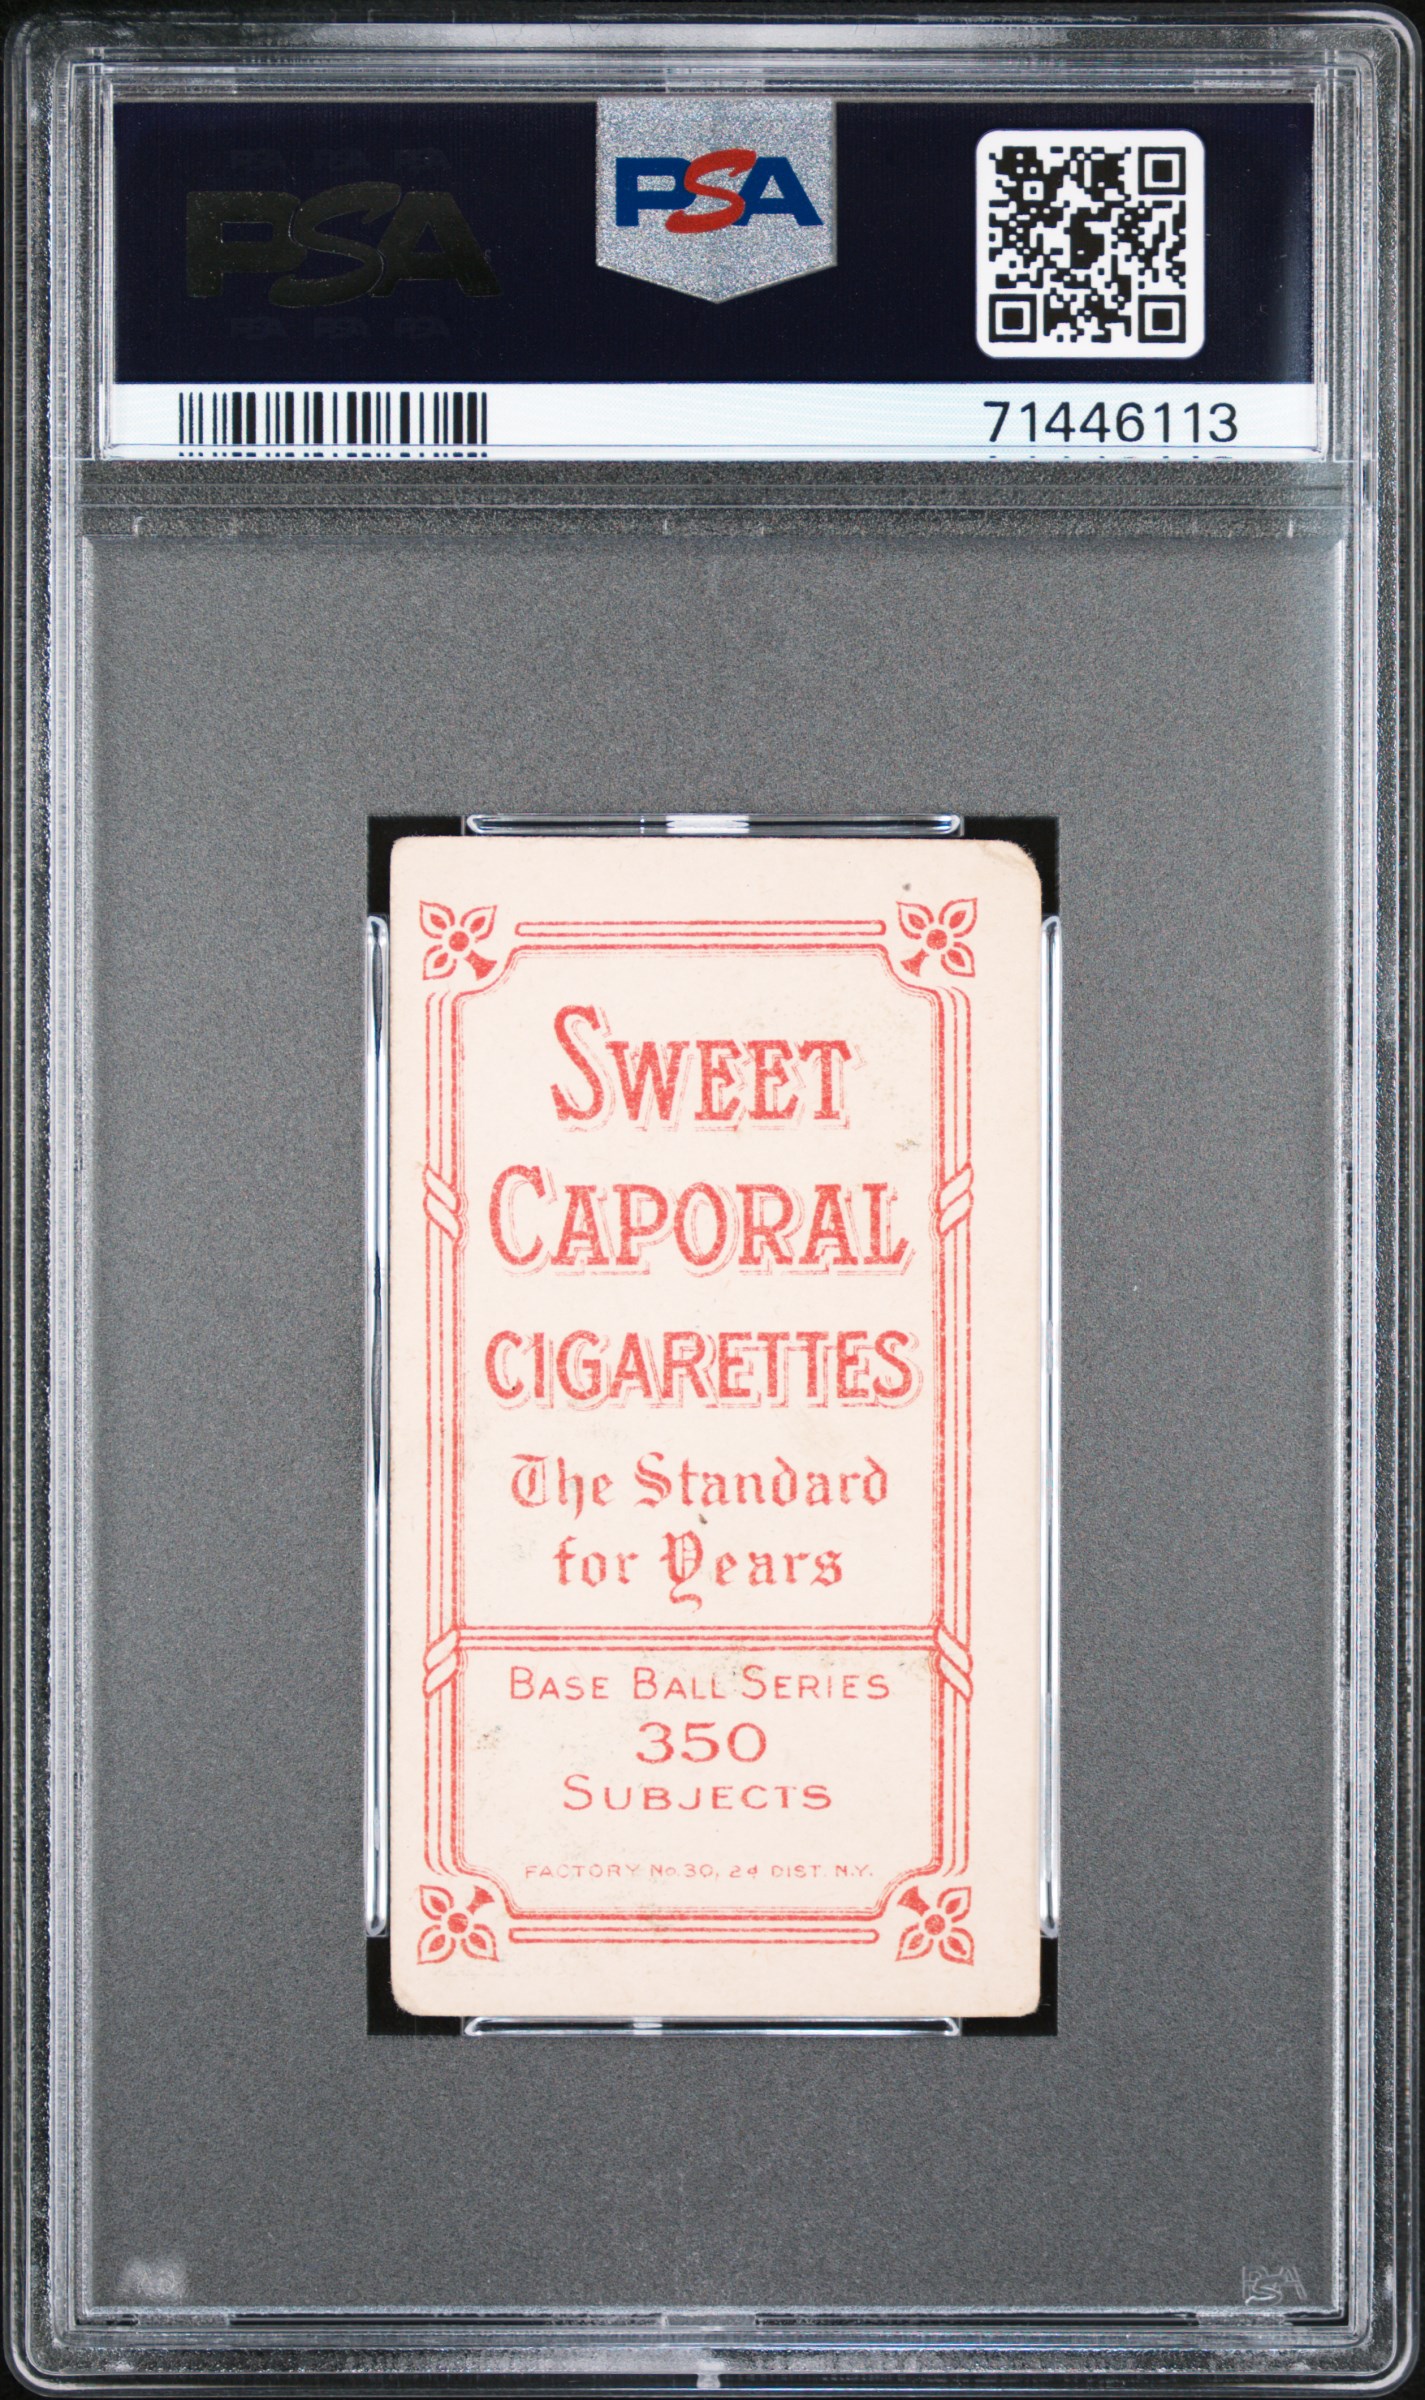 PSA
PSA
71446113
SWEET
CAPORAL
CIGARETTES
The Standard
for Years
BASE BALL SERIES
350
SUBJECTS
FACTORY No. 30, 2d DIST. N.Y.
PSA